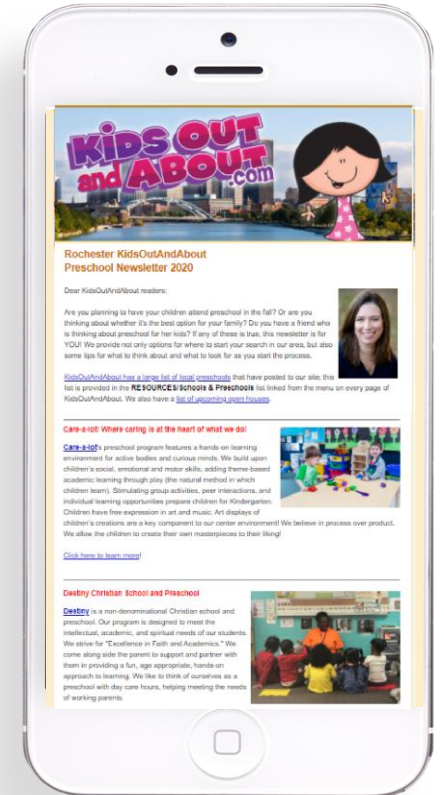 KIDS OUT
and ABOUT
.com
Rochester KidsOutAndAbout
Preschool Newsletter 2020
Dear KidsOutAndAbout readers:
Are you planning to have your children attend preschool in the fall? Or are you
thinking about whether it's the best option for your family? Do you have a friend who
is thinking about preschool for her kids? If any of these is true, this newsletter is for
YOU! We provide not only options for where to start your search in our area, but also
some tips for what to think about and what to look for as you start the process.
KidsOutAndAbout has a large list of local preschools that have posted to our site; this
list is provided in the RESOURCES/Schools & Preschools list linked from the menu on every page of
KidsOutAndAbout. We also have a list of upcoming open houses.
Care-a-lot! Where caring is at the heart of what we do!
Care-a-lot's preschool program features a hands-on learning
environment for active bodies and curious minds. We build upon
children's social, emotional and motor skills, adding theme-based
academic learning through play (the natural method in which
children learn). Stimulating group activities, peer interactions, and
individual learning opportunities prepare children for Kindergarten.
Children have free expression in art and music. Art displays of
children's creations are a key component to our center environment! We believe in process over product.
We allow the children to create their own masterpieces to their liking!
Click here to learn more!
Destiny Christian School and Preschool
Destiny is a non-denominational Christian school and
preschool. Our program is designed to meet the
intellectual, academic, and spiritual needs of our students.
We strive for "Excellence in Faith and Academics." We
come along side the parent to support and partner with
them in providing a fun, age appropriate, hands-on
approach to learning. We like to think of ourselves as a
preschool with day care hours, helping meeting the needs
of working parents.